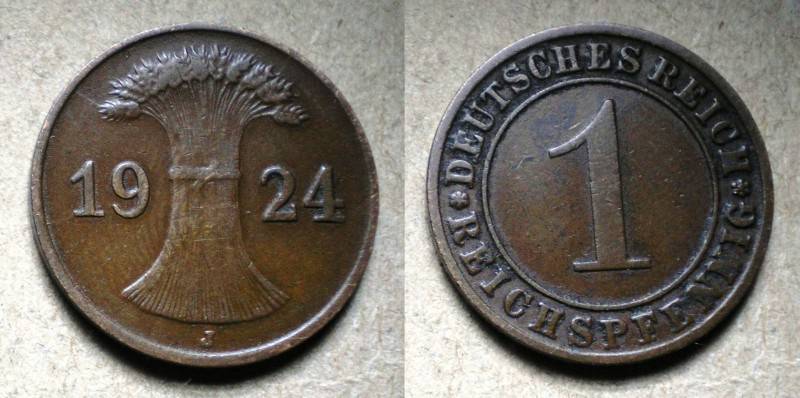 19 24
J
DEUTSCHES REICH
1
REICHSPFENNIG